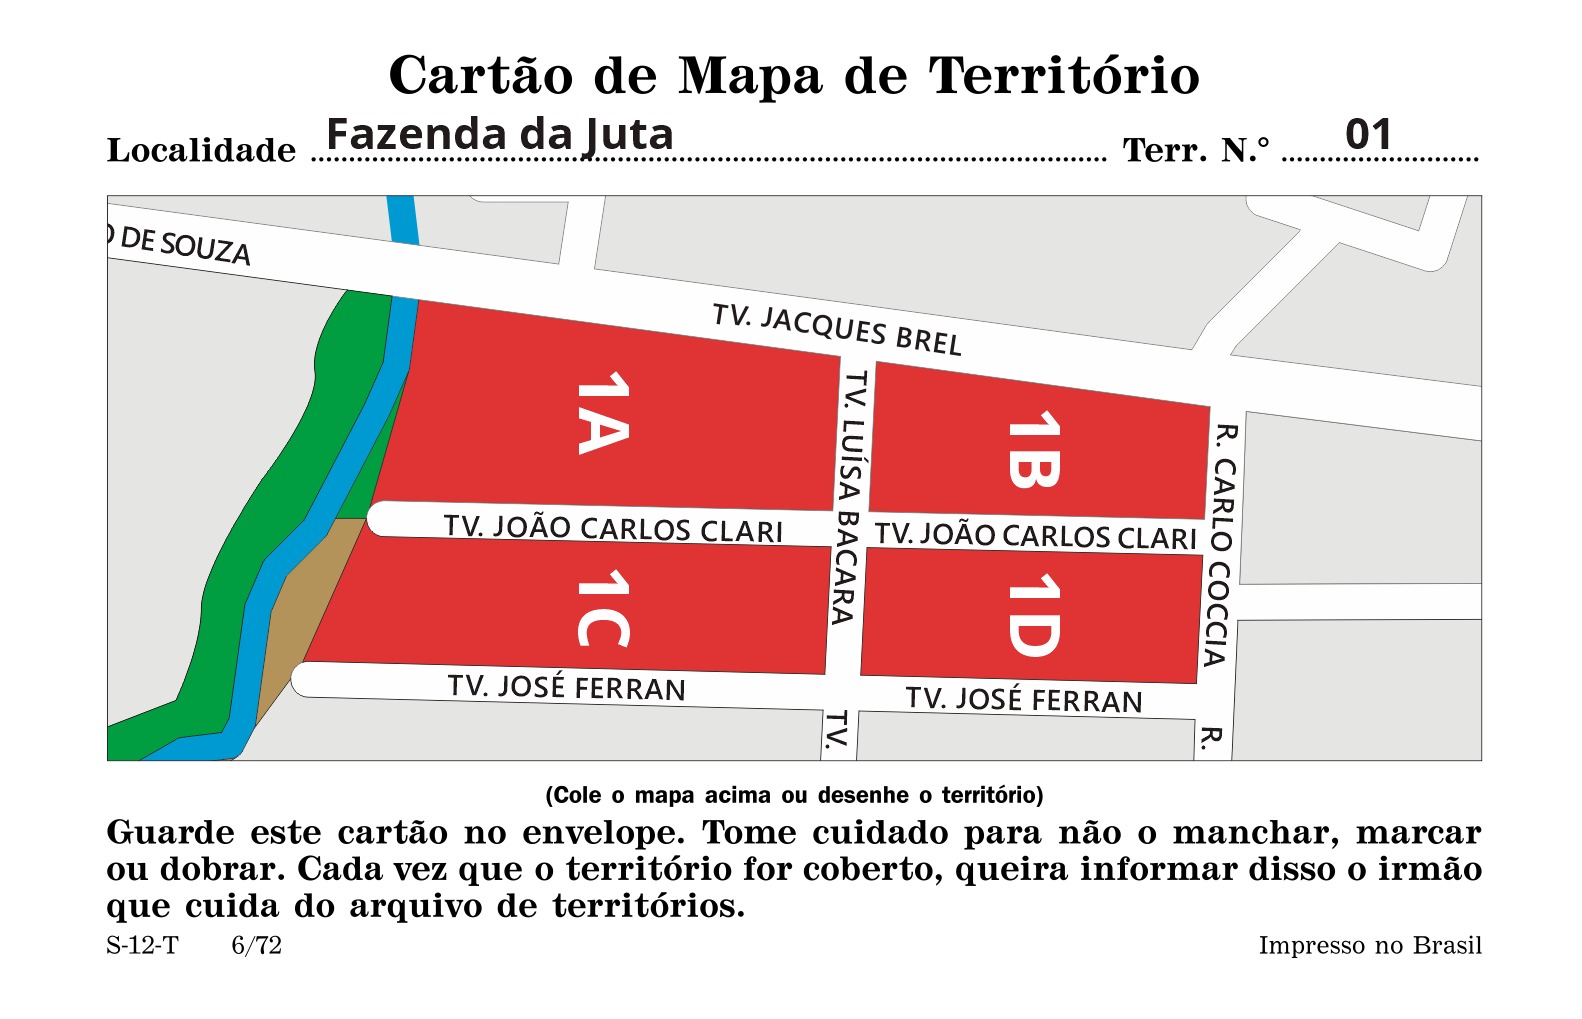 Cartão de Mapa de Território
Localidade Fazenda da Juta Terr. N.° 01
O DE SOUZA
TV. JACQUES BREL
1A
TV. LUÍSA BACARA
1B
R. CARLO COCCIA
TV. JOÃO CARLOS CLARI
TV. JOÃO CARLOS CLARI
1C
1D
TV. JOSÉ FERRAN
TV. JOSÉ FERRAN
TV.
R.
(Cole o mapa acima ou desenhe o território)
Guarde este cartão no envelope. Tome cuidado para não o manchar, marcar
ou dobrar. Cada vez que o território for coberto, queira informar disso o irmão
que cuida do arquivo de territórios.
S-12-T 6/72 Impresso no Brasil